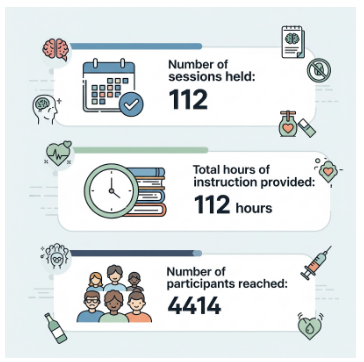 Number of
sessions held:
112
Total hours of
instruction provided:
112 hours
Number of
participants reached:
4414